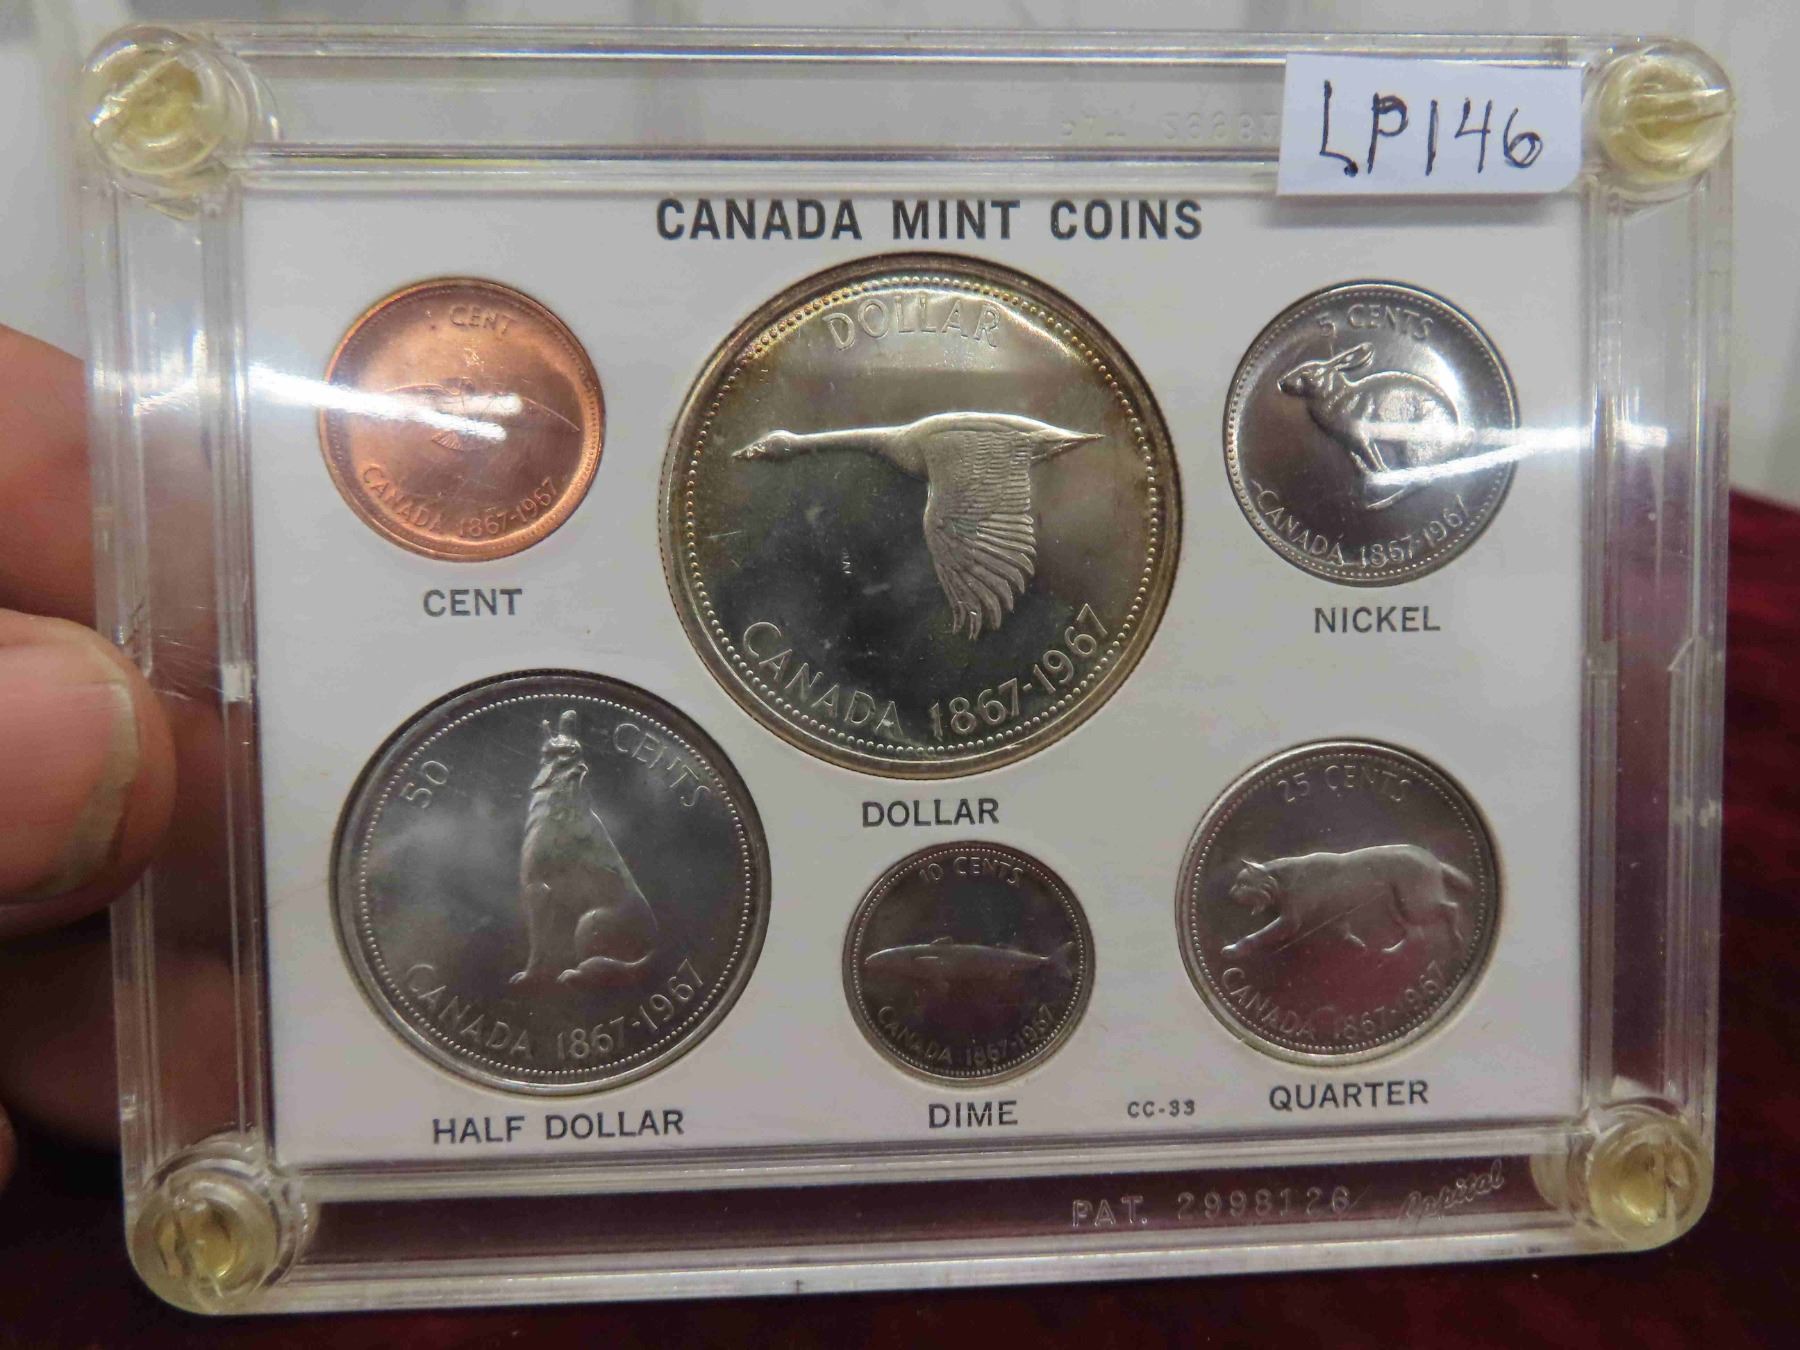 LP146
CANADA MINT COINS
CENT
CANADA 1867-1967
CENT
DOLLAR
CANADA 1867-1967
DOLLAR
5 CENTS
CANADA 1867-1967
NICKEL
50 CENTS
CANADA 1867-1967
HALF DOLLAR
10 CENTS
CANADA 1867-1967
DIME
CC-33
25 CENTS
CANADA 1867-1967
QUARTER
PAT. 2998126 Capital